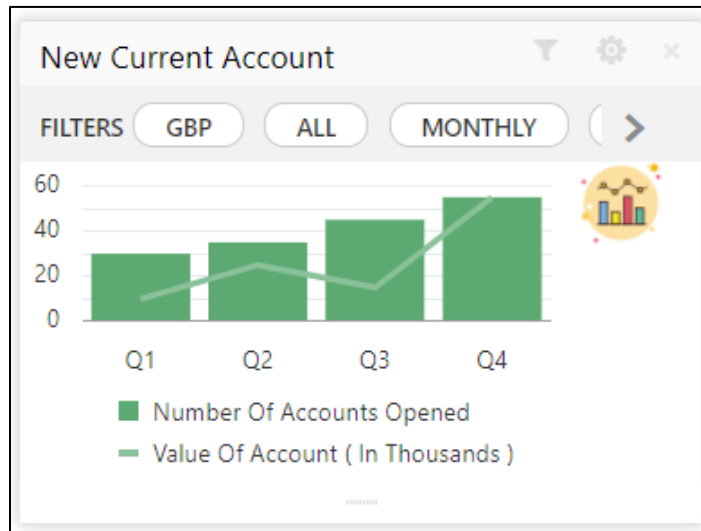 New Current Account
FILTERS GBP ALL MONTHLY
60
40
20
0
Q1 Q2 Q3 Q4
Number Of Accounts Opened
Value Of Account ( In Thousands )